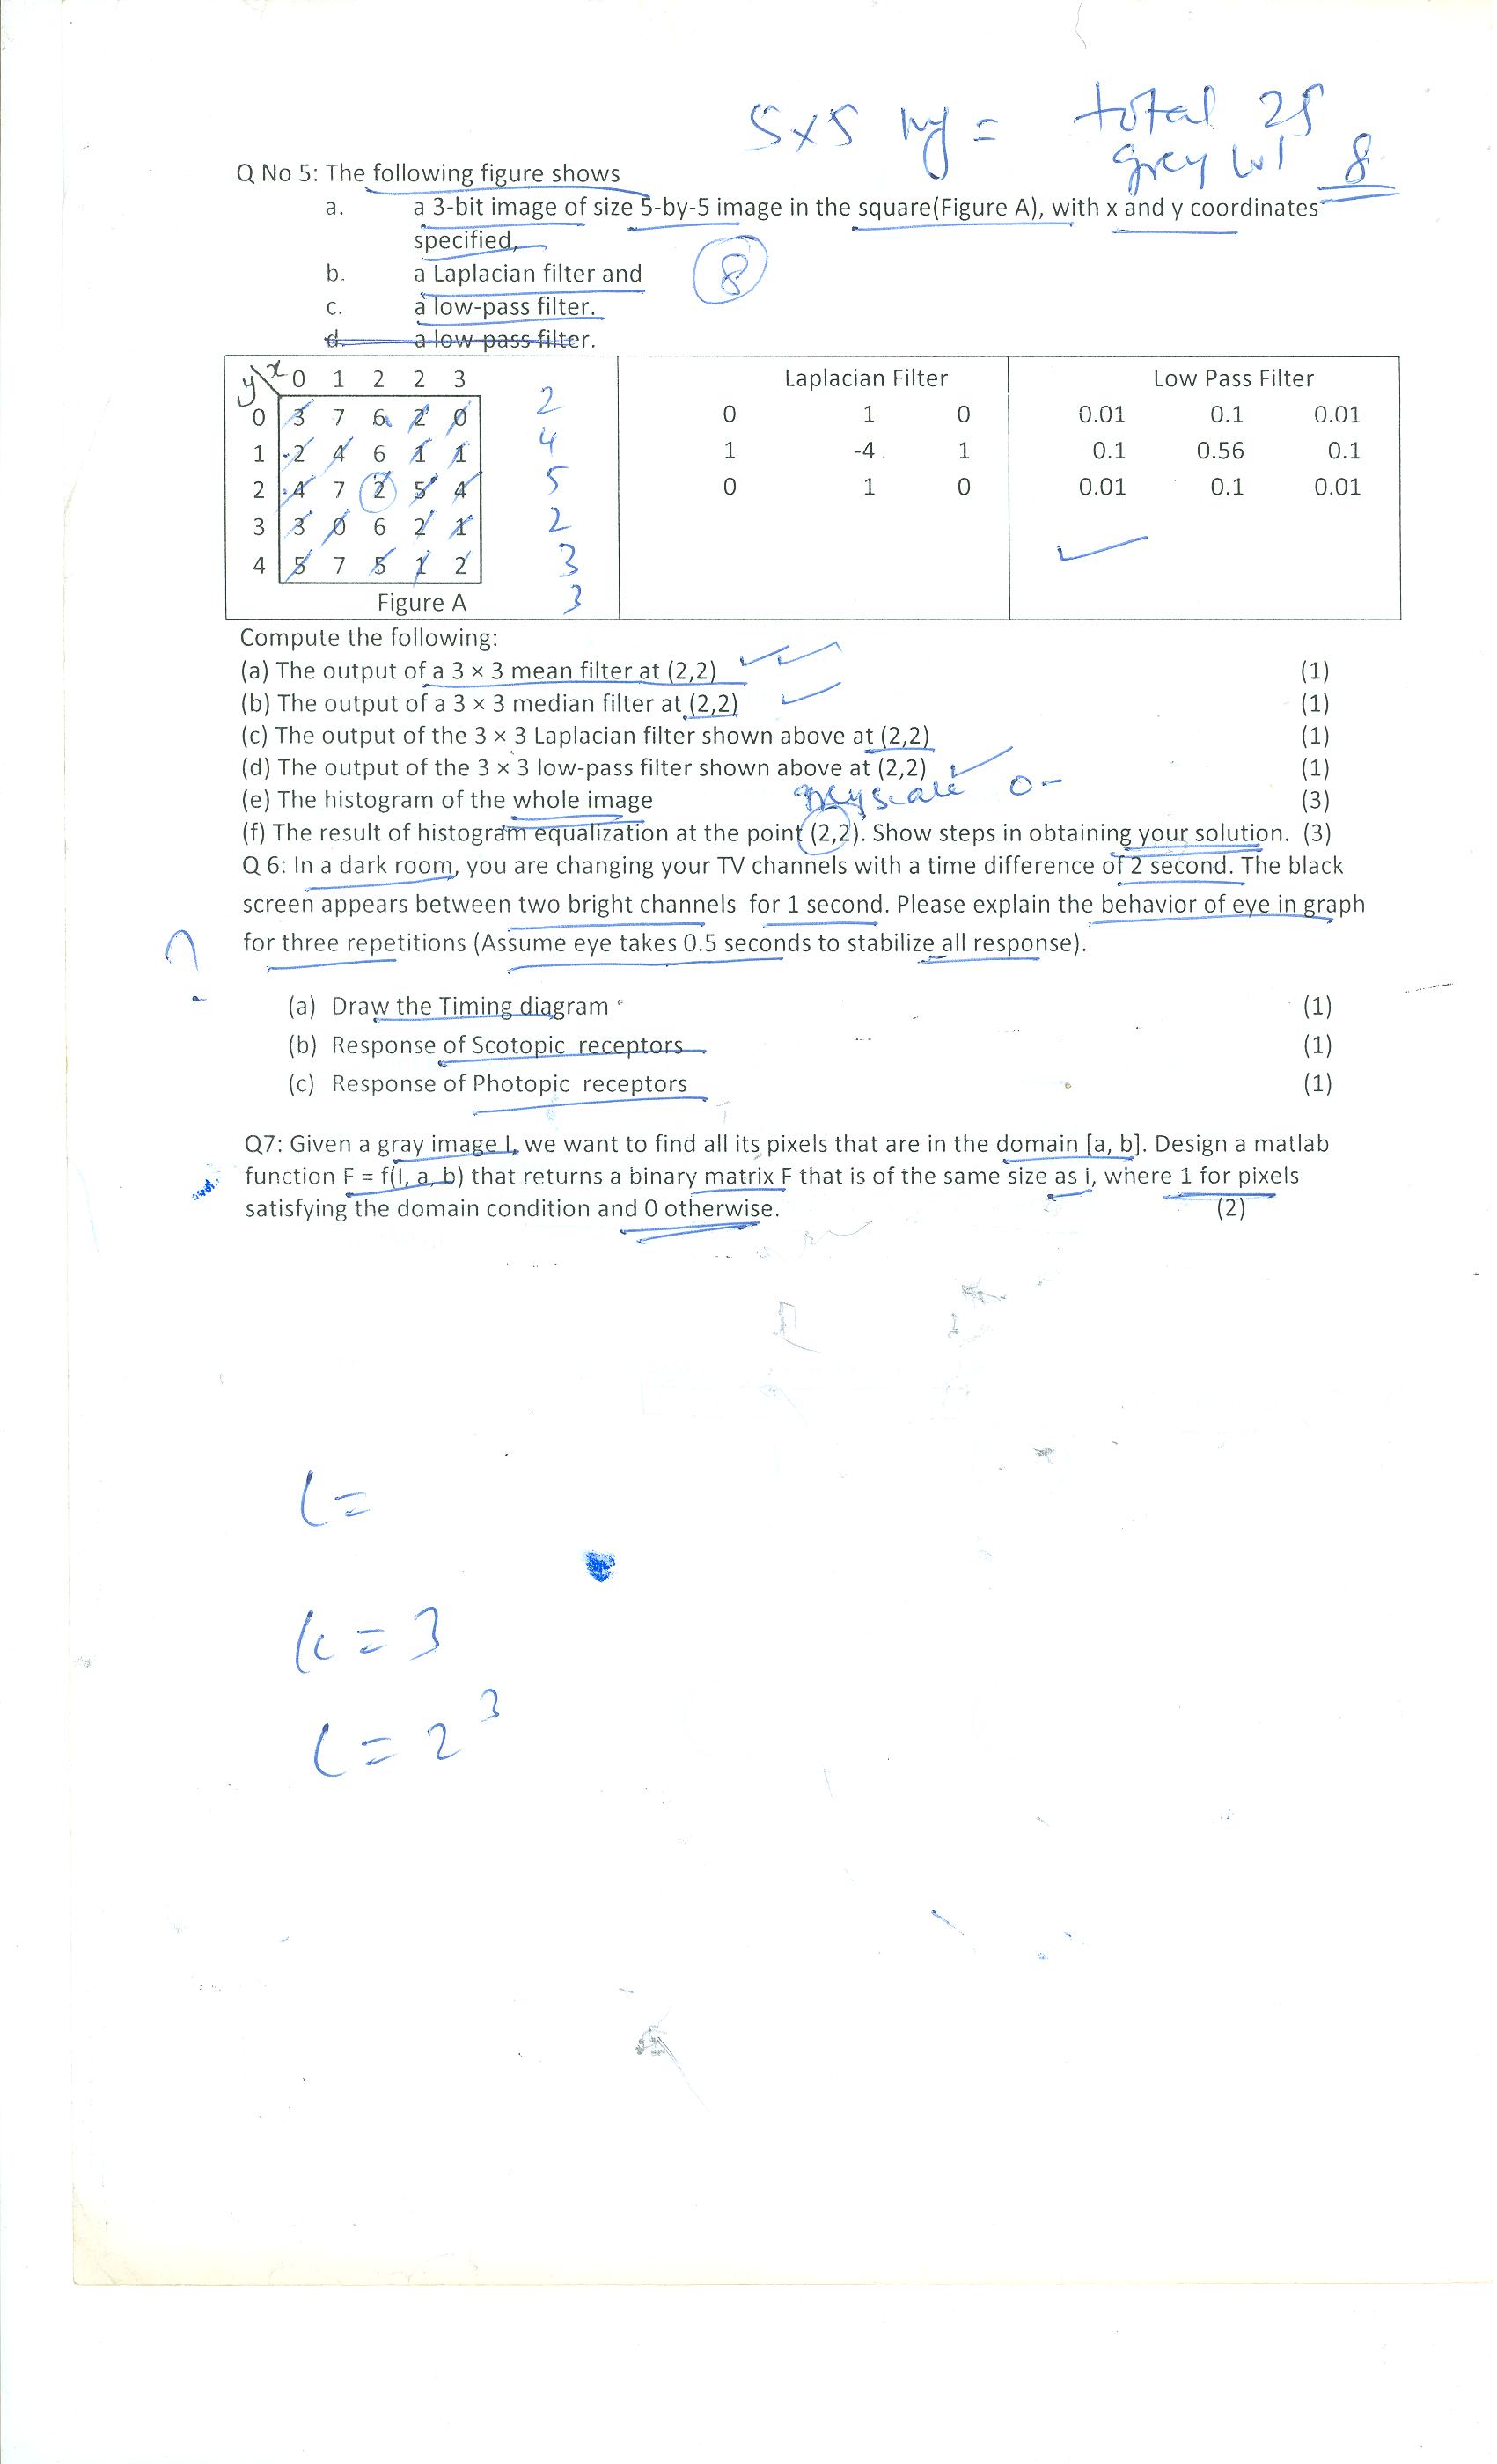 5x5 = total 25
grey lvl 8
Q No 5: The following figure shows
a. a 3-bit image of size 5-by-5 image in the square(Figure A), with x and y coordinates
specified,
b. a Laplacian filter and
8
c. a low-pass filter.
d. a low-pass filter.
y x 0 1 2 2 3
0 3 7 6 2 0
1 2 4 6 1 1
2 4 7 2 5 4
3 3 0 6 2 1
4 5 7 5 1 2
Figure A
2
4
5
2
3
3
Laplacian Filter
0 1 0
1 -4 1
0 1 0
Low Pass Filter
0.01 0.1 0.01
0.1 0.56 0.1
0.01 0.1 0.01
Compute the following:
(a) The output of a 3 × 3 mean filter at (2,2) (1)
(b) The output of a 3 × 3 median filter at (2,2) (1)
(c) The output of the 3 × 3 Laplacian filter shown above at (2,2) (1)
(d) The output of the 3 × 3 low-pass filter shown above at (2,2) (1)
greyscale 0-
(e) The histogram of the whole image (3)
(f) The result of histogram equalization at the point (2,2). Show steps in obtaining your solution. (3)
Q 6: In a dark room, you are changing your TV channels with a time difference of 2 second. The black
screen appears between two bright channels for 1 second. Please explain the behavior of eye in graph
for three repetitions (Assume eye takes 0.5 seconds to stabilize all response).
(a) Draw the Timing diagram (1)
(b) Response of Scotopic receptors (1)
(c) Response of Photopic receptors (1)
Q7: Given a gray image I, we want to find all its pixels that are in the domain [a, b]. Design a matlab
function F = f(i, a, b) that returns a binary matrix F that is of the same size as i, where 1 for pixels
satisfying the domain condition and 0 otherwise. (2)
L =
k = 3
L = 2³